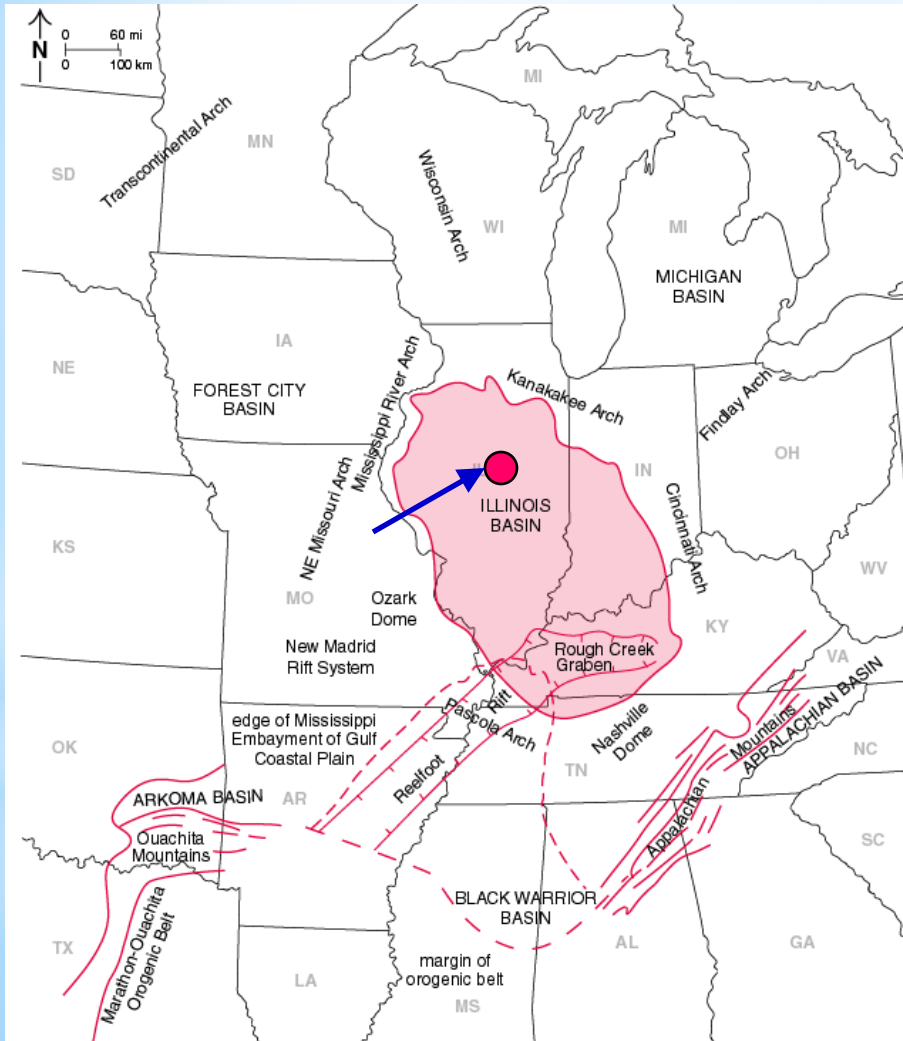 N
0 60 mi
0 100 km
MI
Transcontinental Arch
MN
SD
Wisconsin Arch
WI
MI
MICHIGAN
BASIN
IA
NE
FOREST CITY
BASIN
Mississippi River Arch
Kanakakee Arch
Findlay Arch
OH
NE Missouri Arch
IN
ILLINOIS
BASIN
Cincinnati Arch
KS
WV
MO
Ozark
Dome
KY
New Madrid
Rift System
Rough Creek
Graben
VA
edge of Mississippi
Embayment of Gulf
Coastal Plain
Reelfoot Rift
Pascola Arch
Nashville
Dome
TN
Appalachian Mountains
APPALACHIAN BASIN
NC
OK
ARKOMA BASIN
AR
Ouachita
Mountains
SC
BLACK WARRIOR
BASIN
TX
Marathon-Ouachita
Orogenic Belt
AL
GA
margin of
orogenic belt
LA
MS